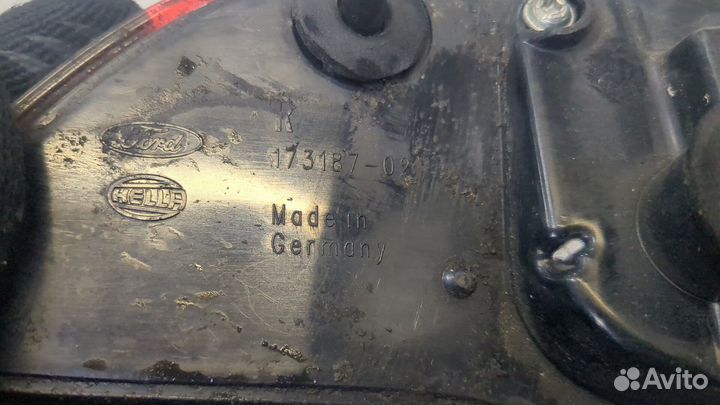 R
Ford
173187-02
HELLA
Made in
Germany
Avito